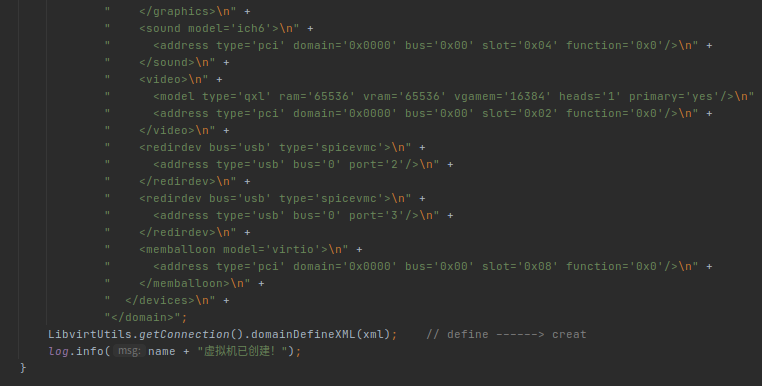 "    </graphics>\n" +
"    <sound model='ich6'>\n" +
"      <address type='pci' domain='0x0000' bus='0x00' slot='0x04' function='0x0'/>\n" +
"    </sound>\n" +
"    <video>\n" +
"      <model type='qxl' ram='65536' vram='65536' vgamem='16384' heads='1' primary='yes'/>\n"
"      <address type='pci' domain='0x0000' bus='0x00' slot='0x02' function='0x0'/>\n" +
"    </video>\n" +
"    <redirdev bus='usb' type='spicevmc'>\n" +
"      <address type='usb' bus='0' port='2'/>\n" +
"    </redirdev>\n" +
"    <redirdev bus='usb' type='spicevmc'>\n" +
"      <address type='usb' bus='0' port='3'/>\n" +
"    </redirdev>\n" +
"    <memballoon model='virtio'>\n" +
"      <address type='pci' domain='0x0000' bus='0x00' slot='0x08' function='0x0'/>\n" +
"    </memballoon>\n" +
"  </devices>\n" +
"</domain>";
LibvirtUtils.getConnection().domainDefineXML(xml);    // define ------> creat
log.info( msg: name + "虚拟机已创建！");
}